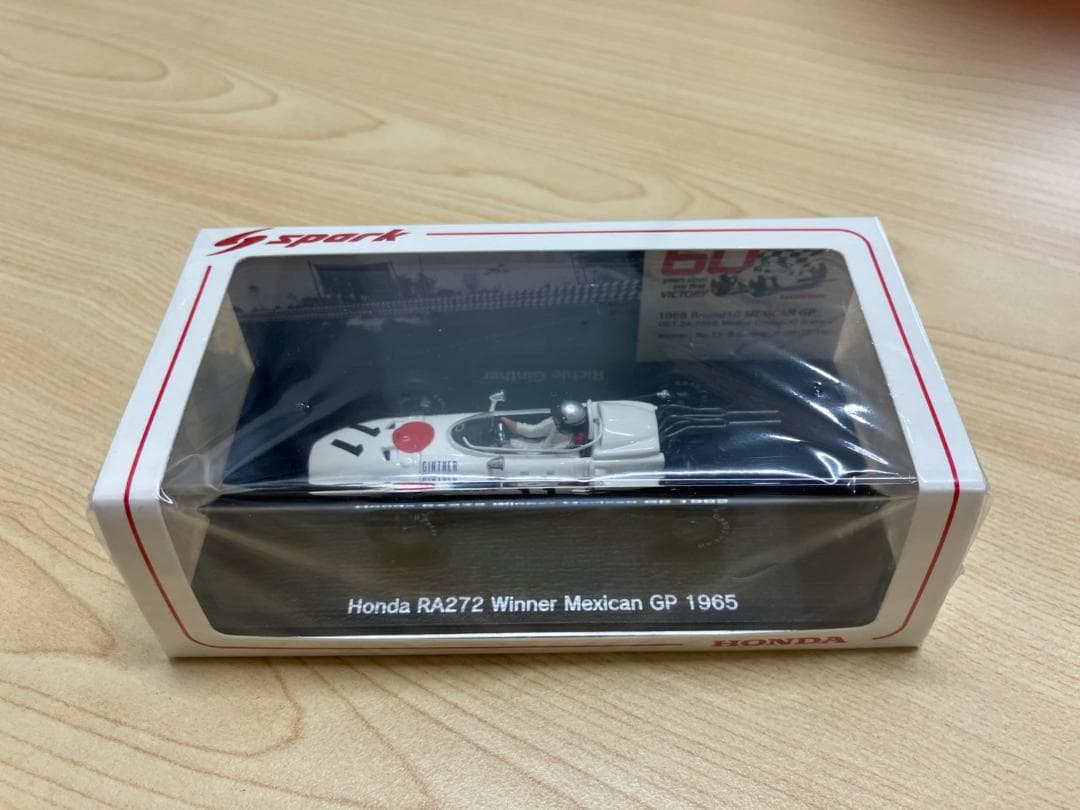 spark
60
VICTORY
1965 Round10 MEXICAN GP
Richie Ginther
11
GINTHER
Honda RA272 Winner Mexican GP 1965
HONDA